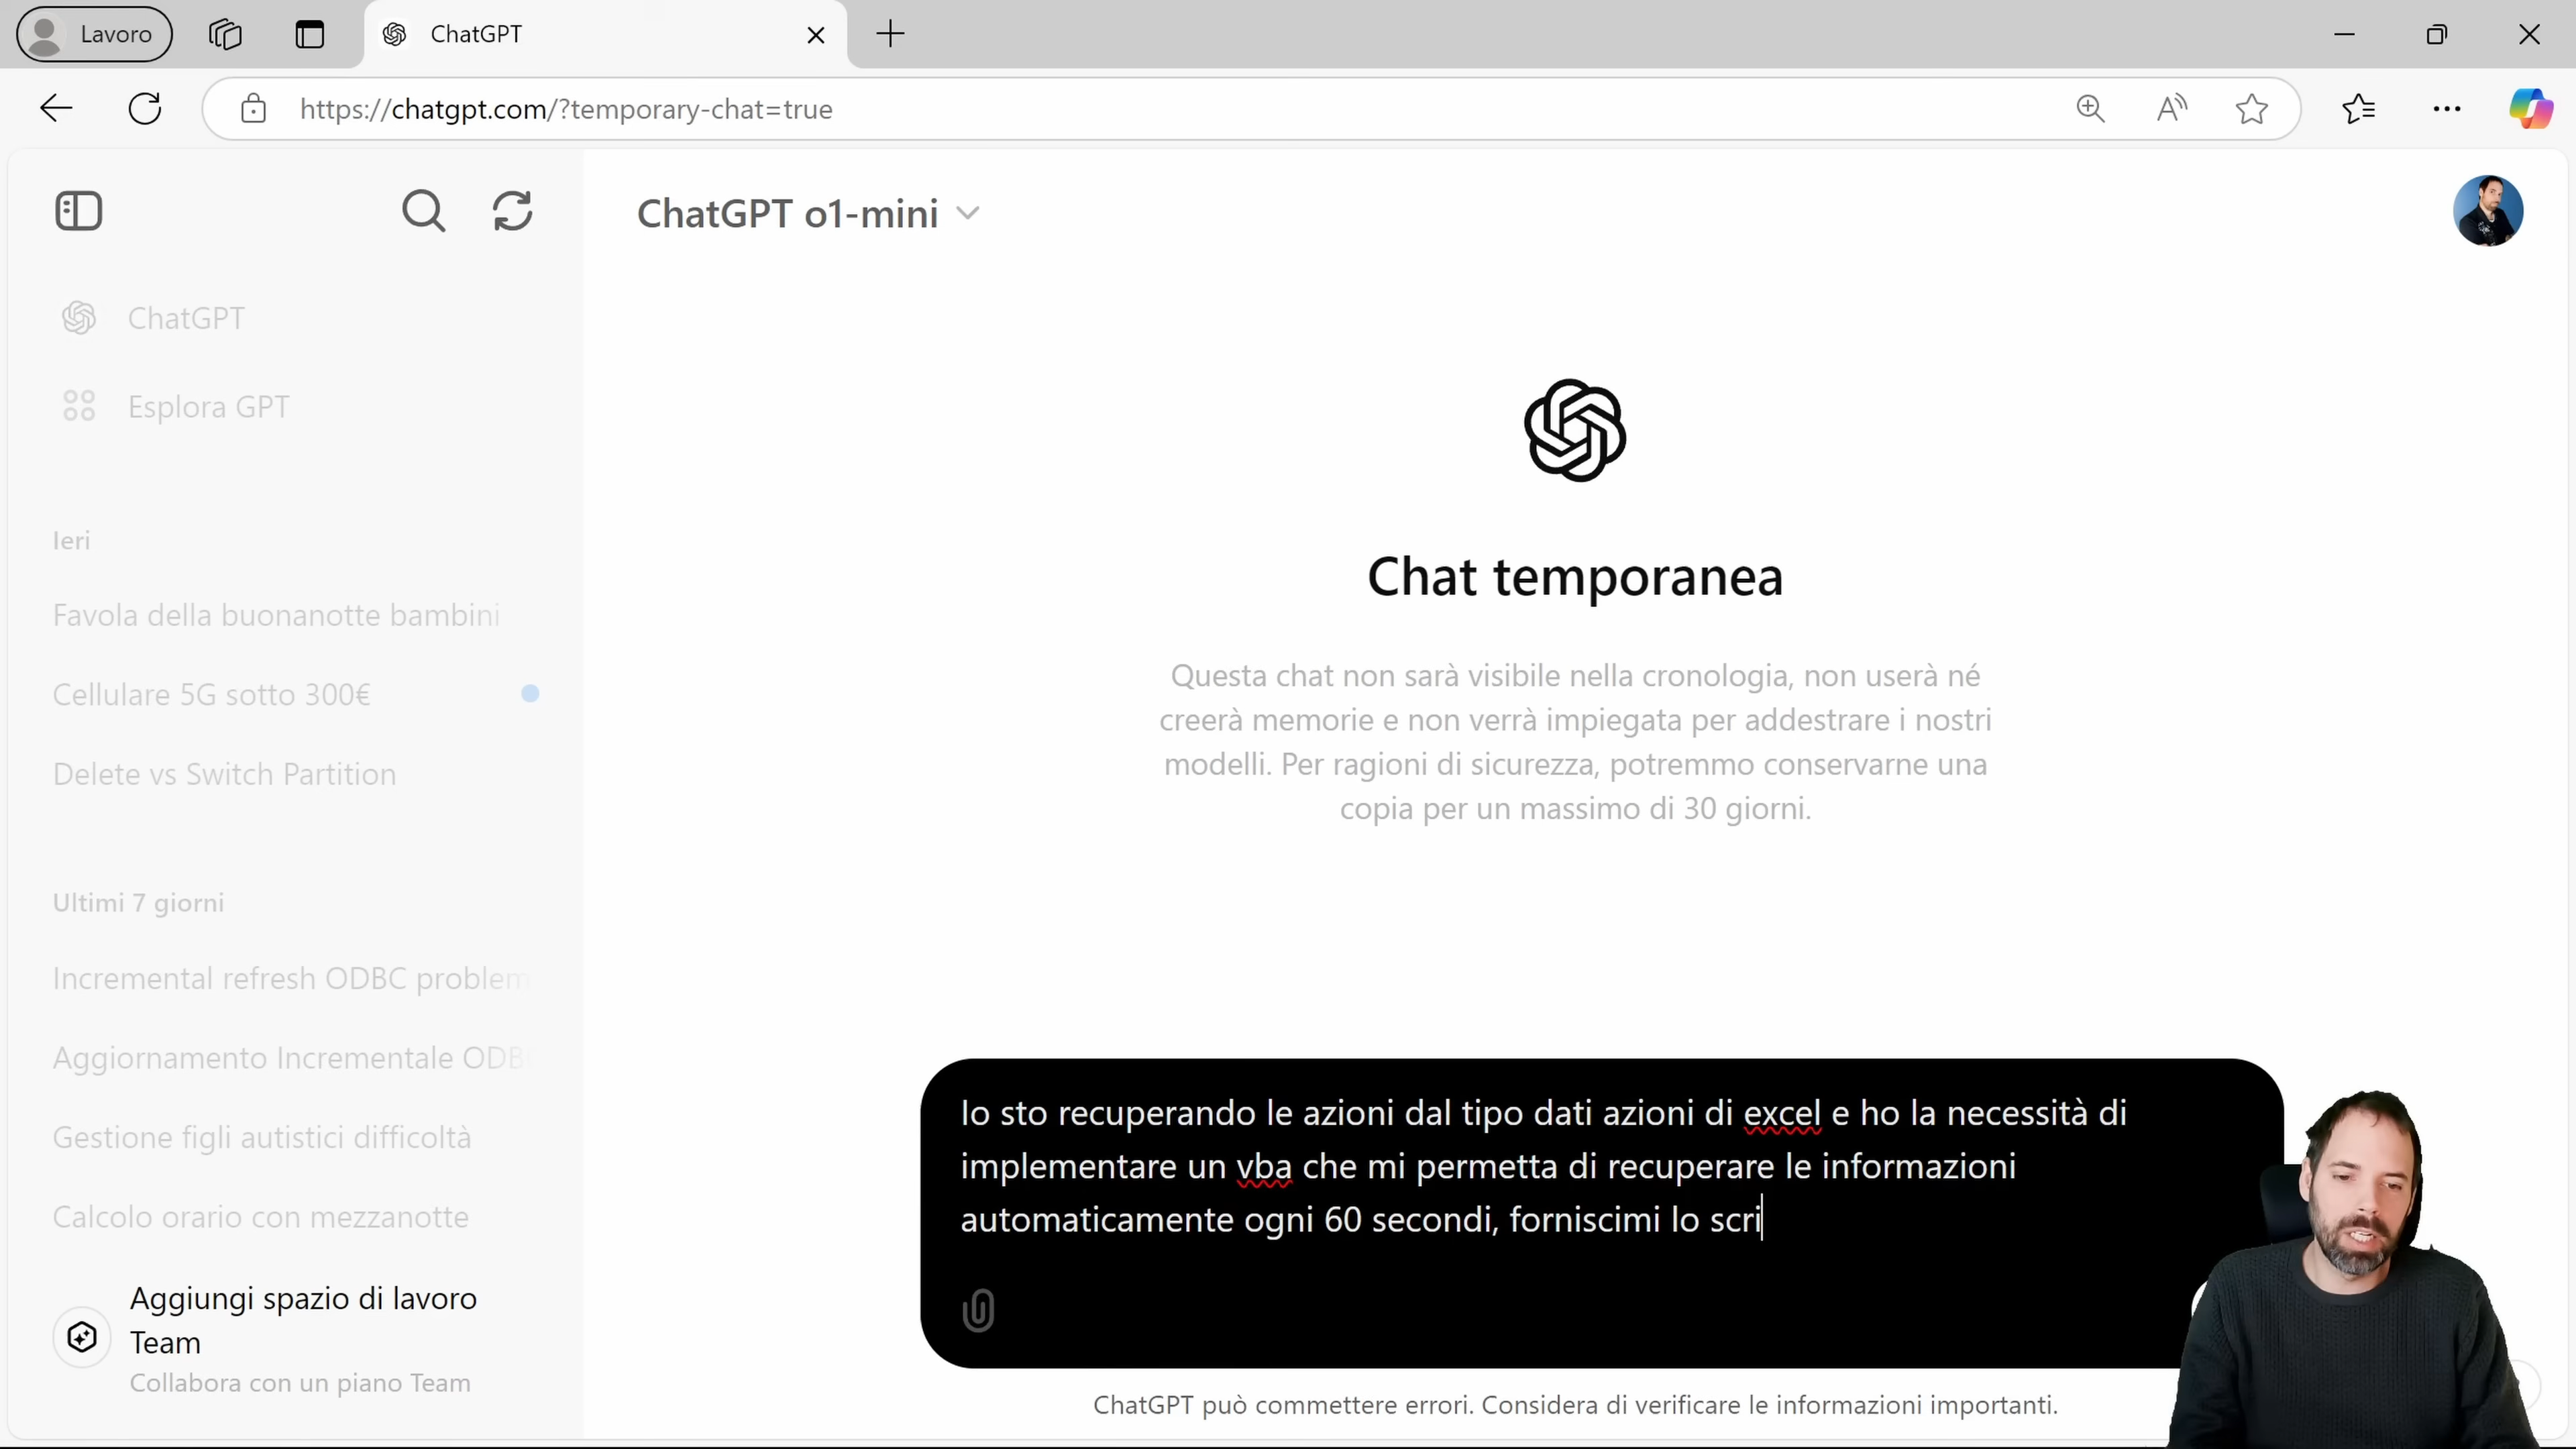 Lavoro
ChatGPT
https://chatgpt.com/?temporary-chat=true
ChatGPT o1-mini
ChatGPT
Esplora GPT
Ieri
Favola della buonanotte bambini
Cellulare 5G sotto 300€
Delete vs Switch Partition
Ultimi 7 giorni
Incremental refresh ODBC problem
Aggiornamento Incrementale ODBC
Gestione figli autistici difficoltà
Calcolo orario con mezzanotte
Aggiungi spazio di lavoro
Team
Collabora con un piano Team
Chat temporanea
Questa chat non sarà visibile nella cronologia, non userà né
creerà memorie e non verrà impiegata per addestrare i nostri
modelli. Per ragioni di sicurezza, potremmo conservarne una
copia per un massimo di 30 giorni.
Io sto recuperando le azioni dal tipo dati azioni di excel e ho la necessità di
implementare un vba che mi permetta di recuperare le informazioni
automaticamente ogni 60 secondi, forniscimi lo scri
ChatGPT può commettere errori. Considera di verificare le informazioni importanti.